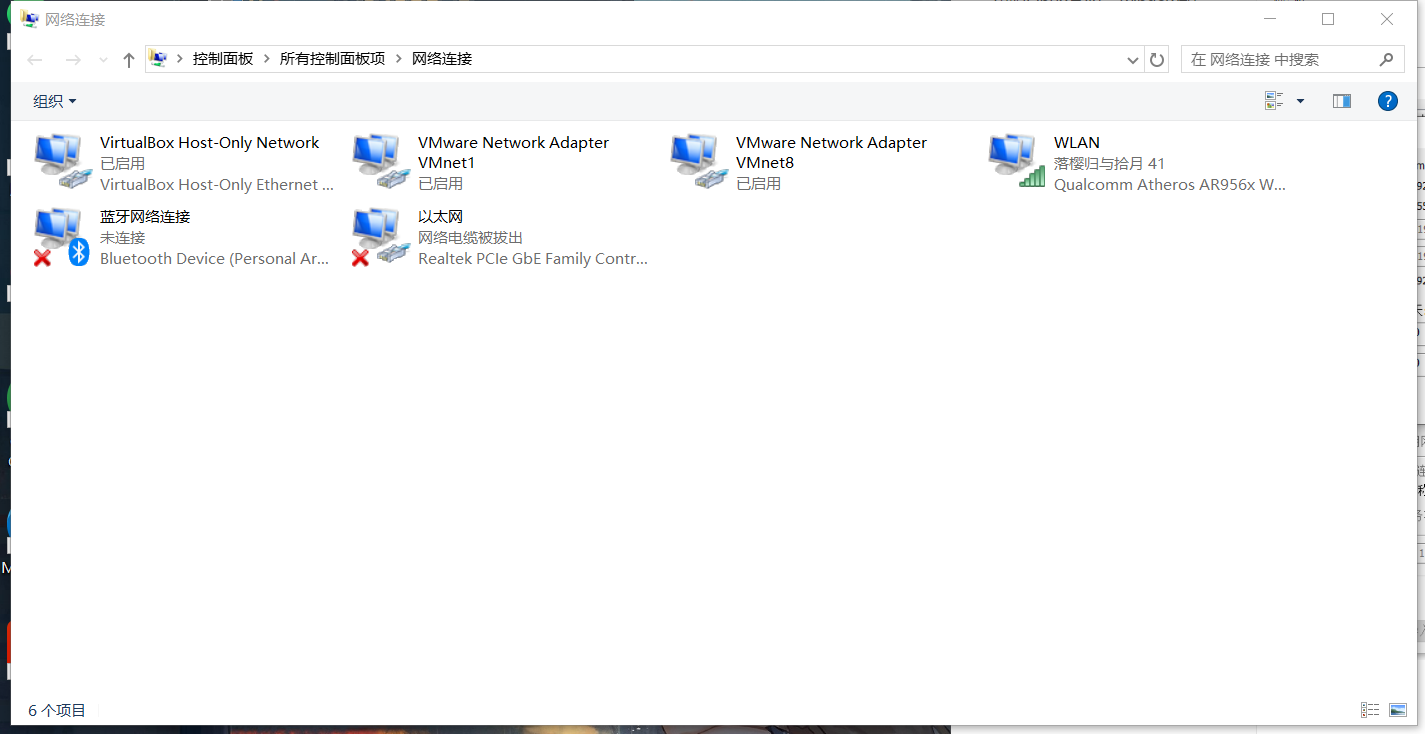 网络连接
控制面板 > 所有控制面板项 > 网络连接
在 网络连接 中搜索
组织
VirtualBox Host-Only Network
已启用
VirtualBox Host-Only Ethernet ...
VMware Network Adapter
VMnet1
已启用
VMware Network Adapter
VMnet8
已启用
WLAN
落樱归与拾月 41
Qualcomm Atheros AR956x W...
蓝牙网络连接
未连接
Bluetooth Device (Personal Ar...
以太网
网络电缆被拔出
Realtek PCIe GbE Family Contr...
6 个项目